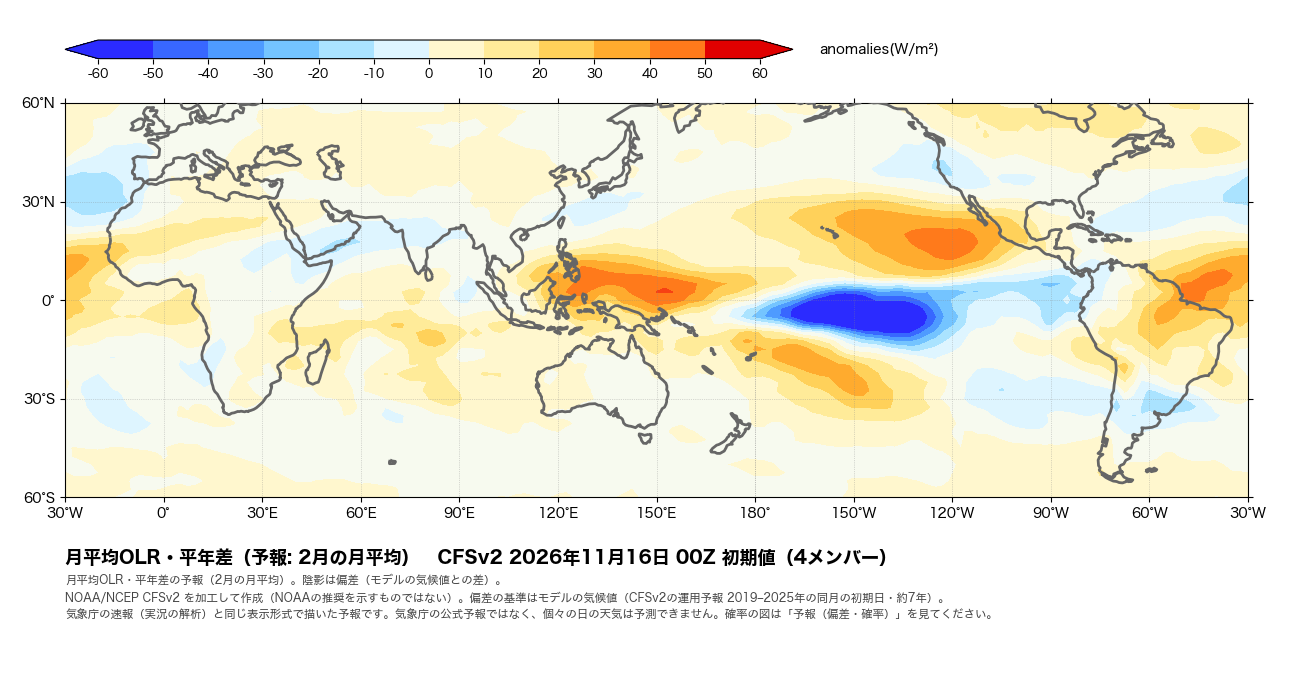 -60 -50 -40 -30 -20 -10 0 10 20 30 40 50 60
anomalies(W/m²)
60°N
30°N
0°
30°S
60°S
30°W 0° 30°E 60°E 90°E 120°E 150°E 180° 150°W 120°W 90°W 60°W 30°W
月平均OLR・平年差（予報: 2月の月平均） CFSv2 2026年11月16日 00Z 初期値（4メンバー）
月平均OLR・平年差の予報（2月の月平均）。陰影は偏差（モデルの気候値との差）。
NOAA/NCEP CFSv2 を加工して作成（NOAAの推奨を示すものではない）。偏差の基準はモデルの気候値（CFSv2の運用予報 2019–2025年の同月の初期日・約7年）。
気象庁の速報（実況の解析）と同じ表示形式で描いた予報です。気象庁の公式予報ではなく、個々の日の天気は予測できません。確率の図は「予報（偏差・確率）」を見てください。